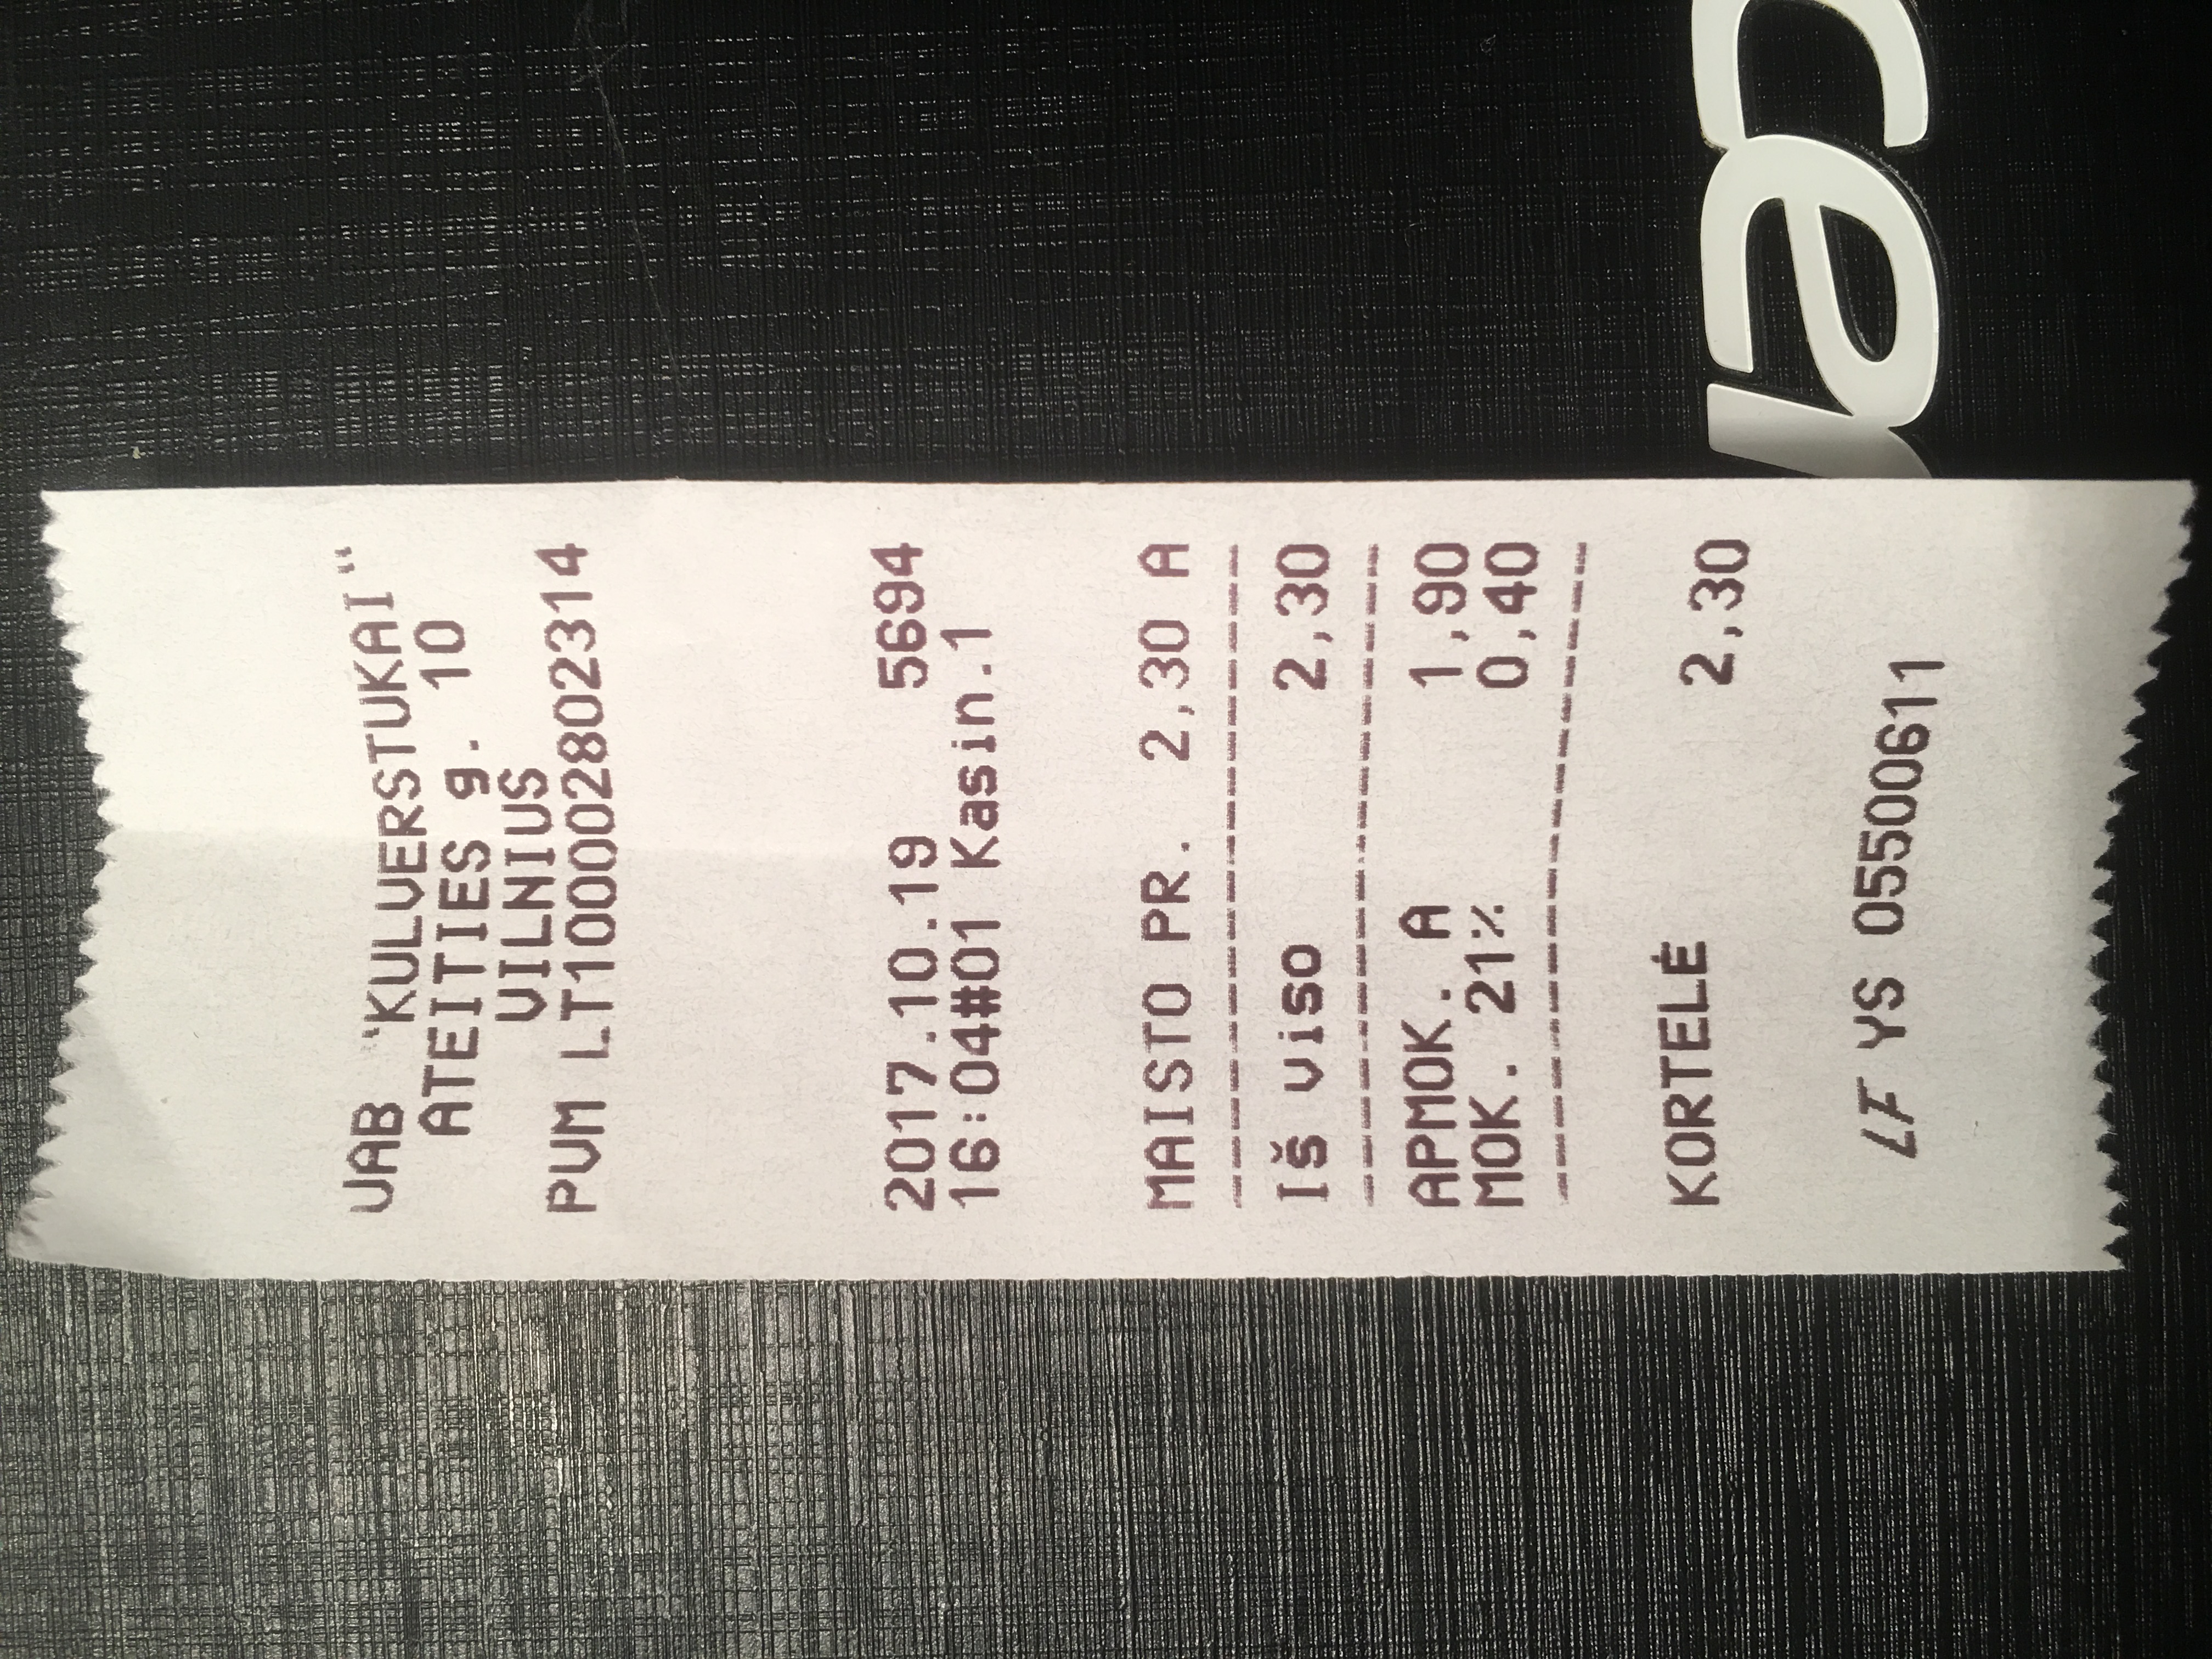 UAB "KULVERSTUKAI"
ATEITIES g. 10
VILNIUS
PVM LT100002802314
2017.10.19 5694
16:04#01 Kasin.1
MAISTO PR. 2,30 A
IŠ viso 2,30
APMOK. A 1,90
MOK. 21% 0,40
KORTELĖ 2,30
LF YS 05500611